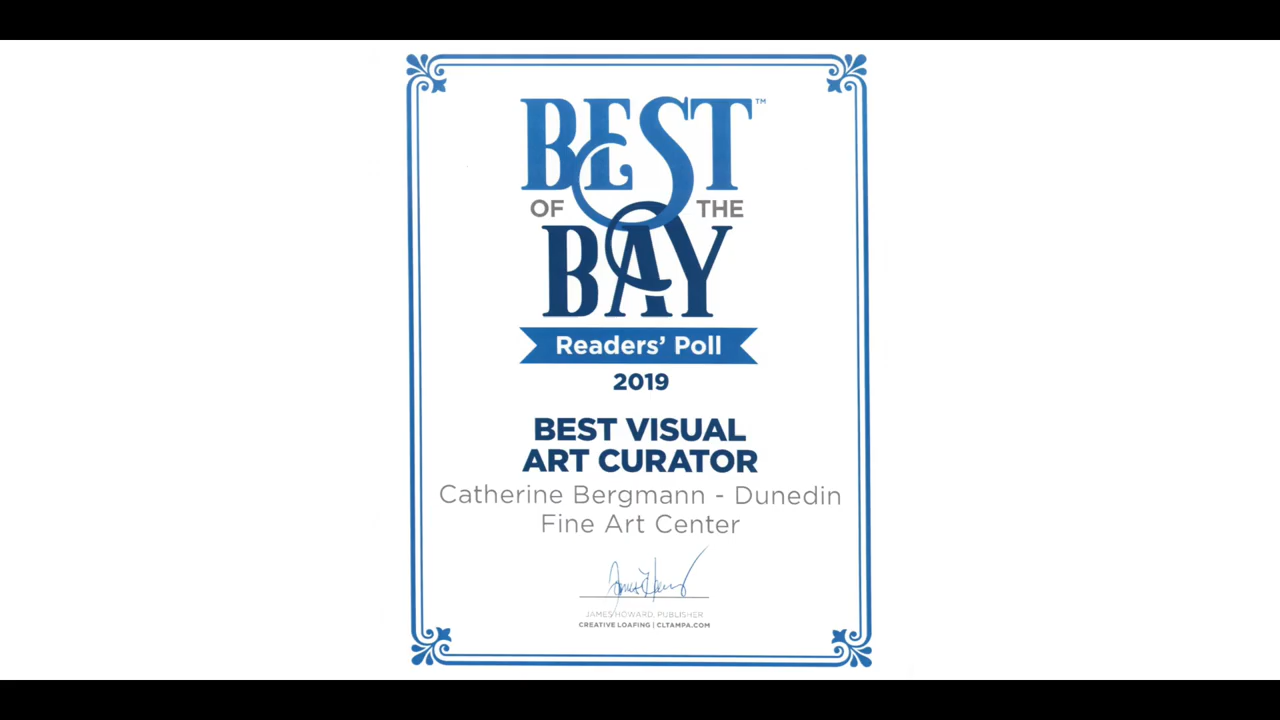 BEST™
OF THE
BAY
Readers’ Poll
2019
BEST VISUAL
ART CURATOR
Catherine Bergmann - Dunedin
Fine Art Center
JAMES HOWARD, PUBLISHER
CREATIVE LOAFING | CLTAMPA.COM